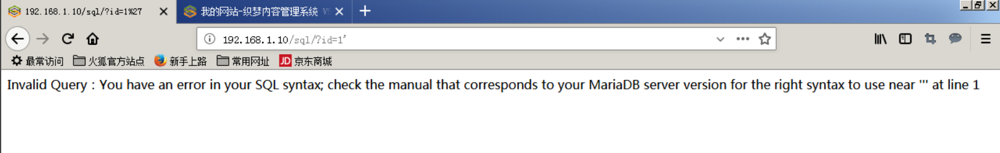 192.168.1.10/sql/?id=1%27
我的网站-织梦内容管理系统 V5
192.168.1.10/sql/?id=1'
最常访问 火狐官方站点 新手上路 常用网址 JD 京东商城
Invalid Query : You have an error in your SQL syntax; check the manual that corresponds to your MariaDB server version for the right syntax to use near ''' at line 1